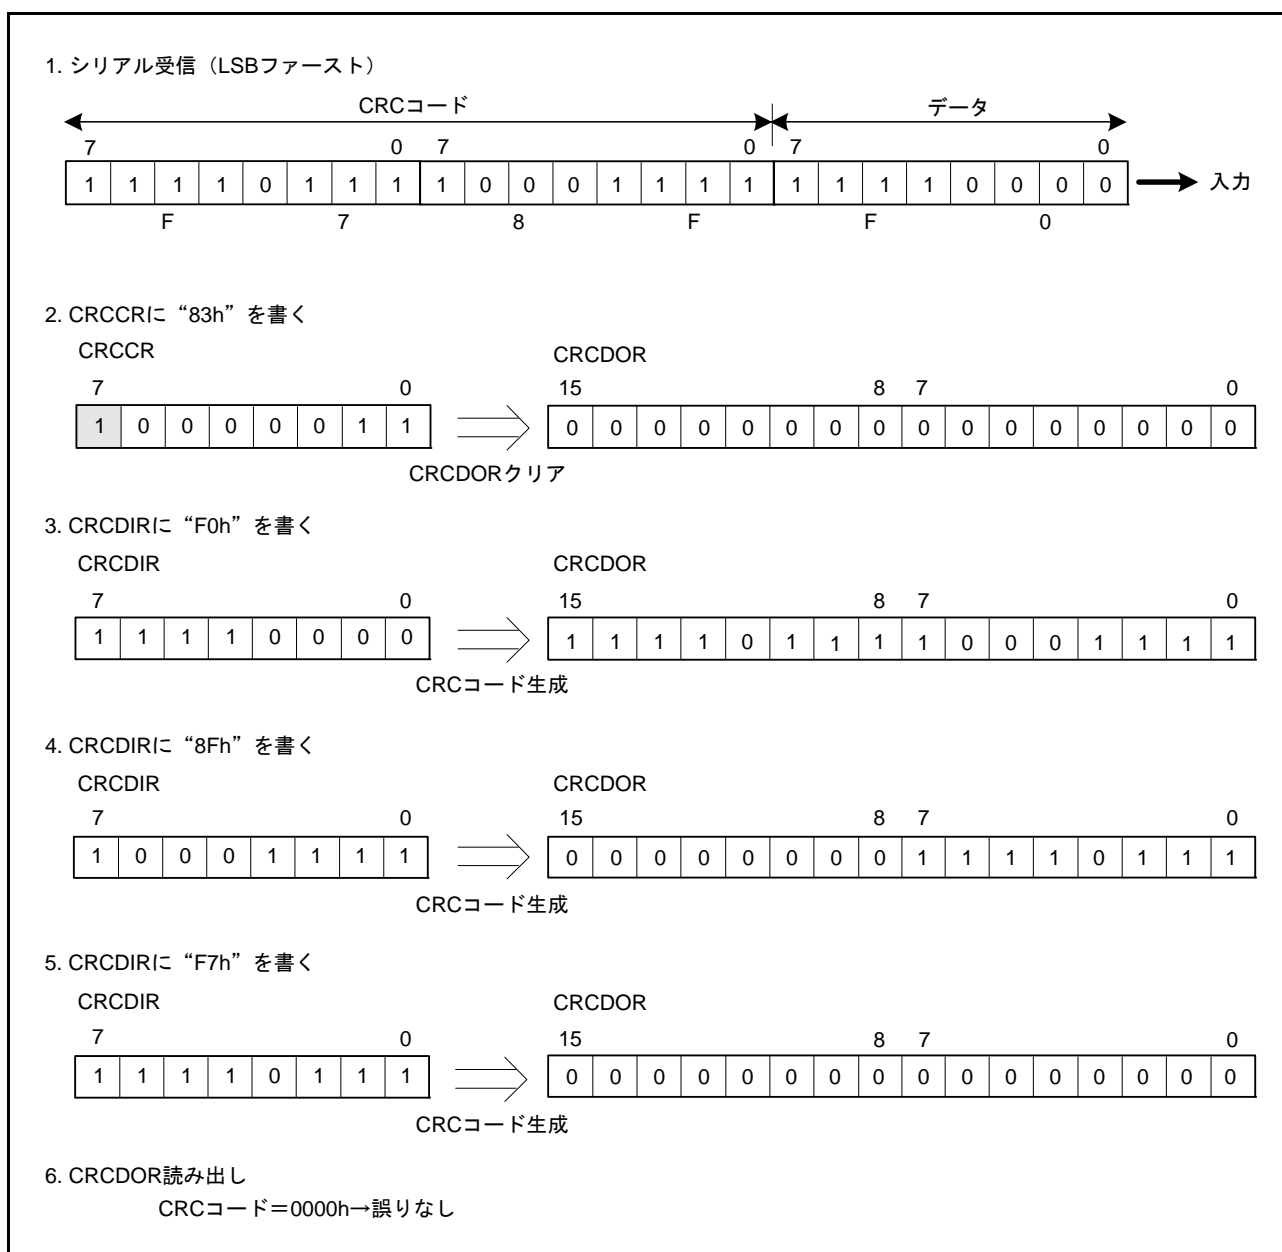 1. シリアル受信（LSBファースト）
CRCコード データ
7 0 7 0 7 0
1 1 1 1 0 1 1 1 1 0 0 0 1 1 1 1 1 1 1 1 0 0 0 0 入力
F 7 8 F F 0
2. CRCCRに“83h”を書く
CRCCR CRCDOR
7 0 15 8 7 0
1 0 0 0 0 0 1 1 0 0 0 0 0 0 0 0 0 0 0 0 0 0 0 0
CRCDORクリア
3. CRCDIRに“F0h”を書く
CRCDIR CRCDOR
7 0 15 8 7 0
1 1 1 1 0 0 0 0 1 1 1 1 0 1 1 1 1 0 0 0 1 1 1 1
CRCコード生成
4. CRCDIRに“8Fh”を書く
CRCDIR CRCDOR
7 0 15 8 7 0
1 0 0 0 1 1 1 1 0 0 0 0 0 0 0 0 1 1 1 1 0 1 1 1
CRCコード生成
5. CRCDIRに“F7h”を書く
CRCDIR CRCDOR
7 0 15 8 7 0
1 1 1 1 0 1 1 1 0 0 0 0 0 0 0 0 0 0 0 0 0 0 0 0
CRCコード生成
6. CRCDOR読み出し
CRCコード＝0000h→誤りなし